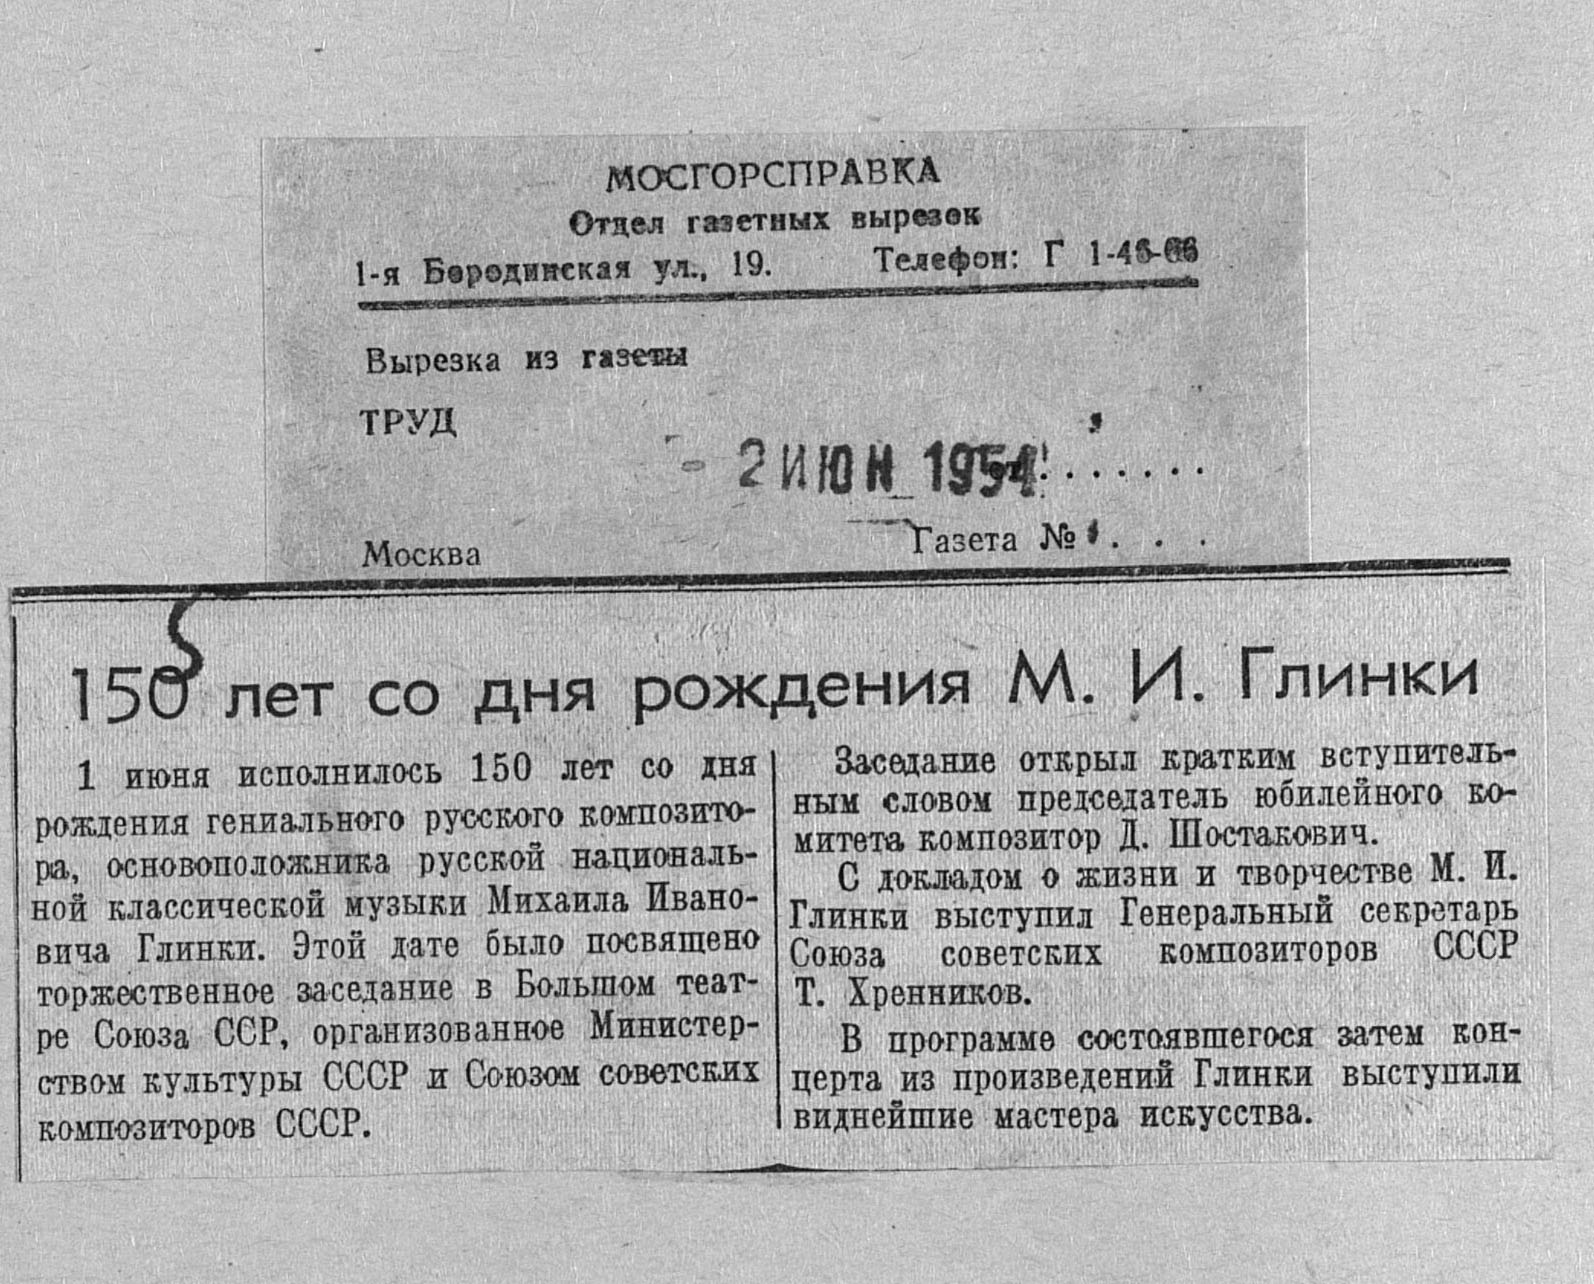 МОСГОРСПРАВКА
Отдел газетных вырезок
1-я Бородинская ул., 19. Телефон: Г 1-46-66
Вырезка из газеты
ТРУД
- 2 ИЮН 1954
Москва Газета №
150 лет со дня рождения М. И. Глинки
1 июня исполнилось 150 лет со дня
рождения гениального русского композито-
ра, основоположника русской националь-
ной классической музыки Михаила Ивано-
вича Глинки. Этой дате было посвящено
торжественное заседание в Большом теат-
ре Союза ССР, организованное Министер-
ством культуры СССР и Союзом советских
композиторов СССР.
Заседание открыл кратким вступитель-
ным словом председатель юбилейного ко-
митета композитор Д. Шостакович.
С докладом о жизни и творчестве М. И.
Глинки выступил Генеральный секретарь
Союза советских композиторов СССР
Т. Хренников.
В программе состоявшегося затем кон-
церта из произведений Глинки выступили
виднейшие мастера искусства.